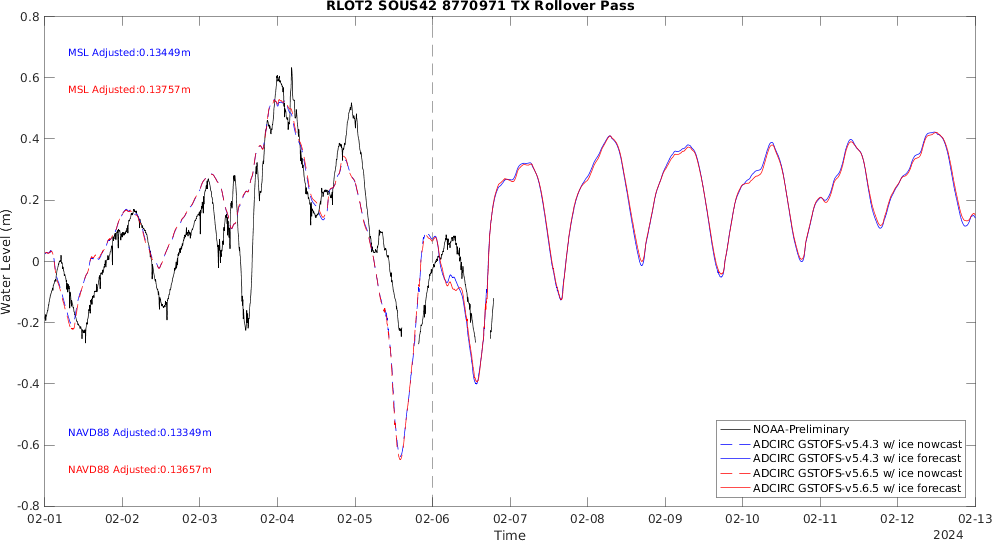 RLOT2 SOUS42 8770971 TX Rollover Pass
0.8
0.6
0.4
0.2
0
-0.2
-0.4
-0.6
-0.8
Water Level (m)
MSL Adjusted:0.13449m
MSL Adjusted:0.13757m
NAVD88 Adjusted:0.13349m
NAVD88 Adjusted:0.13657m
NOAA-Preliminary
ADCIRC GSTOFS-v5.4.3 w/ ice nowcast
ADCIRC GSTOFS-v5.4.3 w/ ice forecast
ADCIRC GSTOFS-v5.6.5 w/ ice nowcast
ADCIRC GSTOFS-v5.6.5 w/ ice forecast
02-01 02-02 02-03 02-04 02-05 02-06 02-07 02-08 02-09 02-10 02-11 02-12 02-13
Time
2024